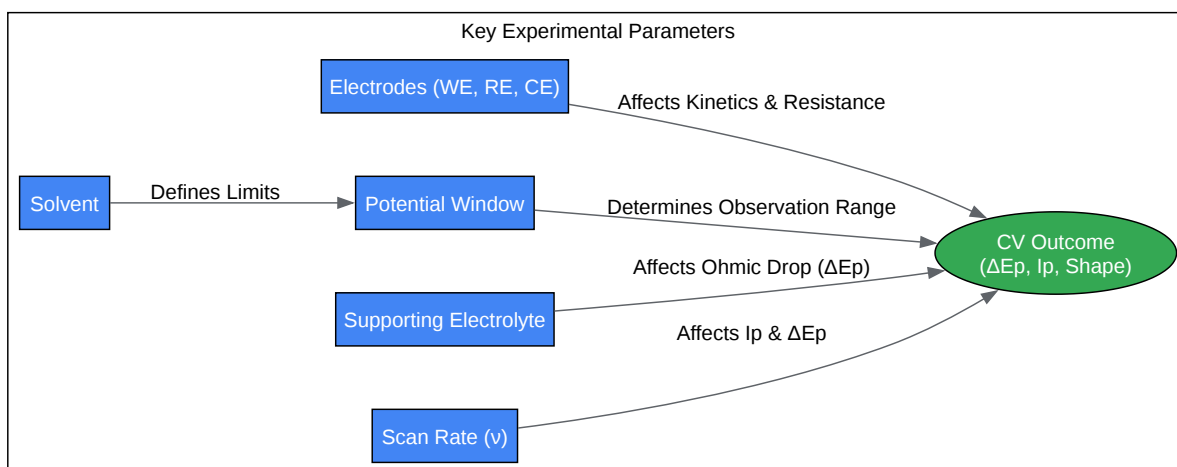 Key Experimental Parameters
Electrodes (WE, RE, CE)
Affects Kinetics & Resistance
Solvent
Defines Limits
Potential Window
Determines Observation Range
CV Outcome
(ΔEp, Ip, Shape)
Affects Ohmic Drop (ΔEp)
Supporting Electrolyte
Affects Ip & ΔEp
Scan Rate (ν)